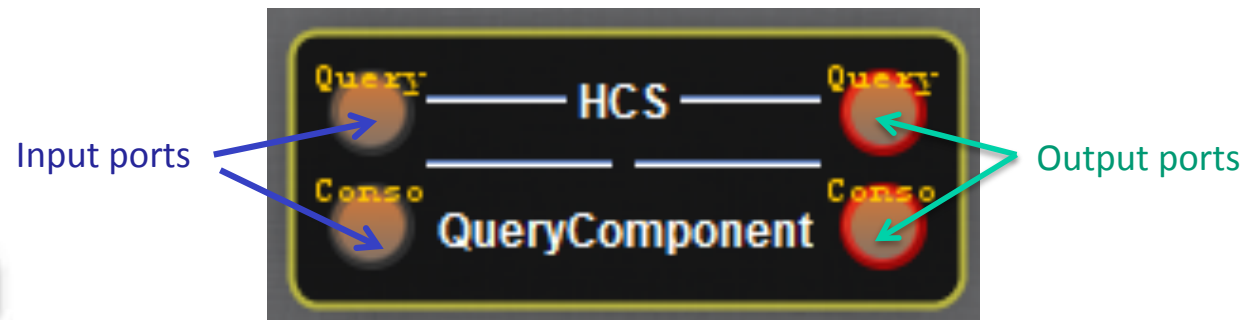 Query Query
HCS
Input ports Output ports
Conso Conso
QueryComponent